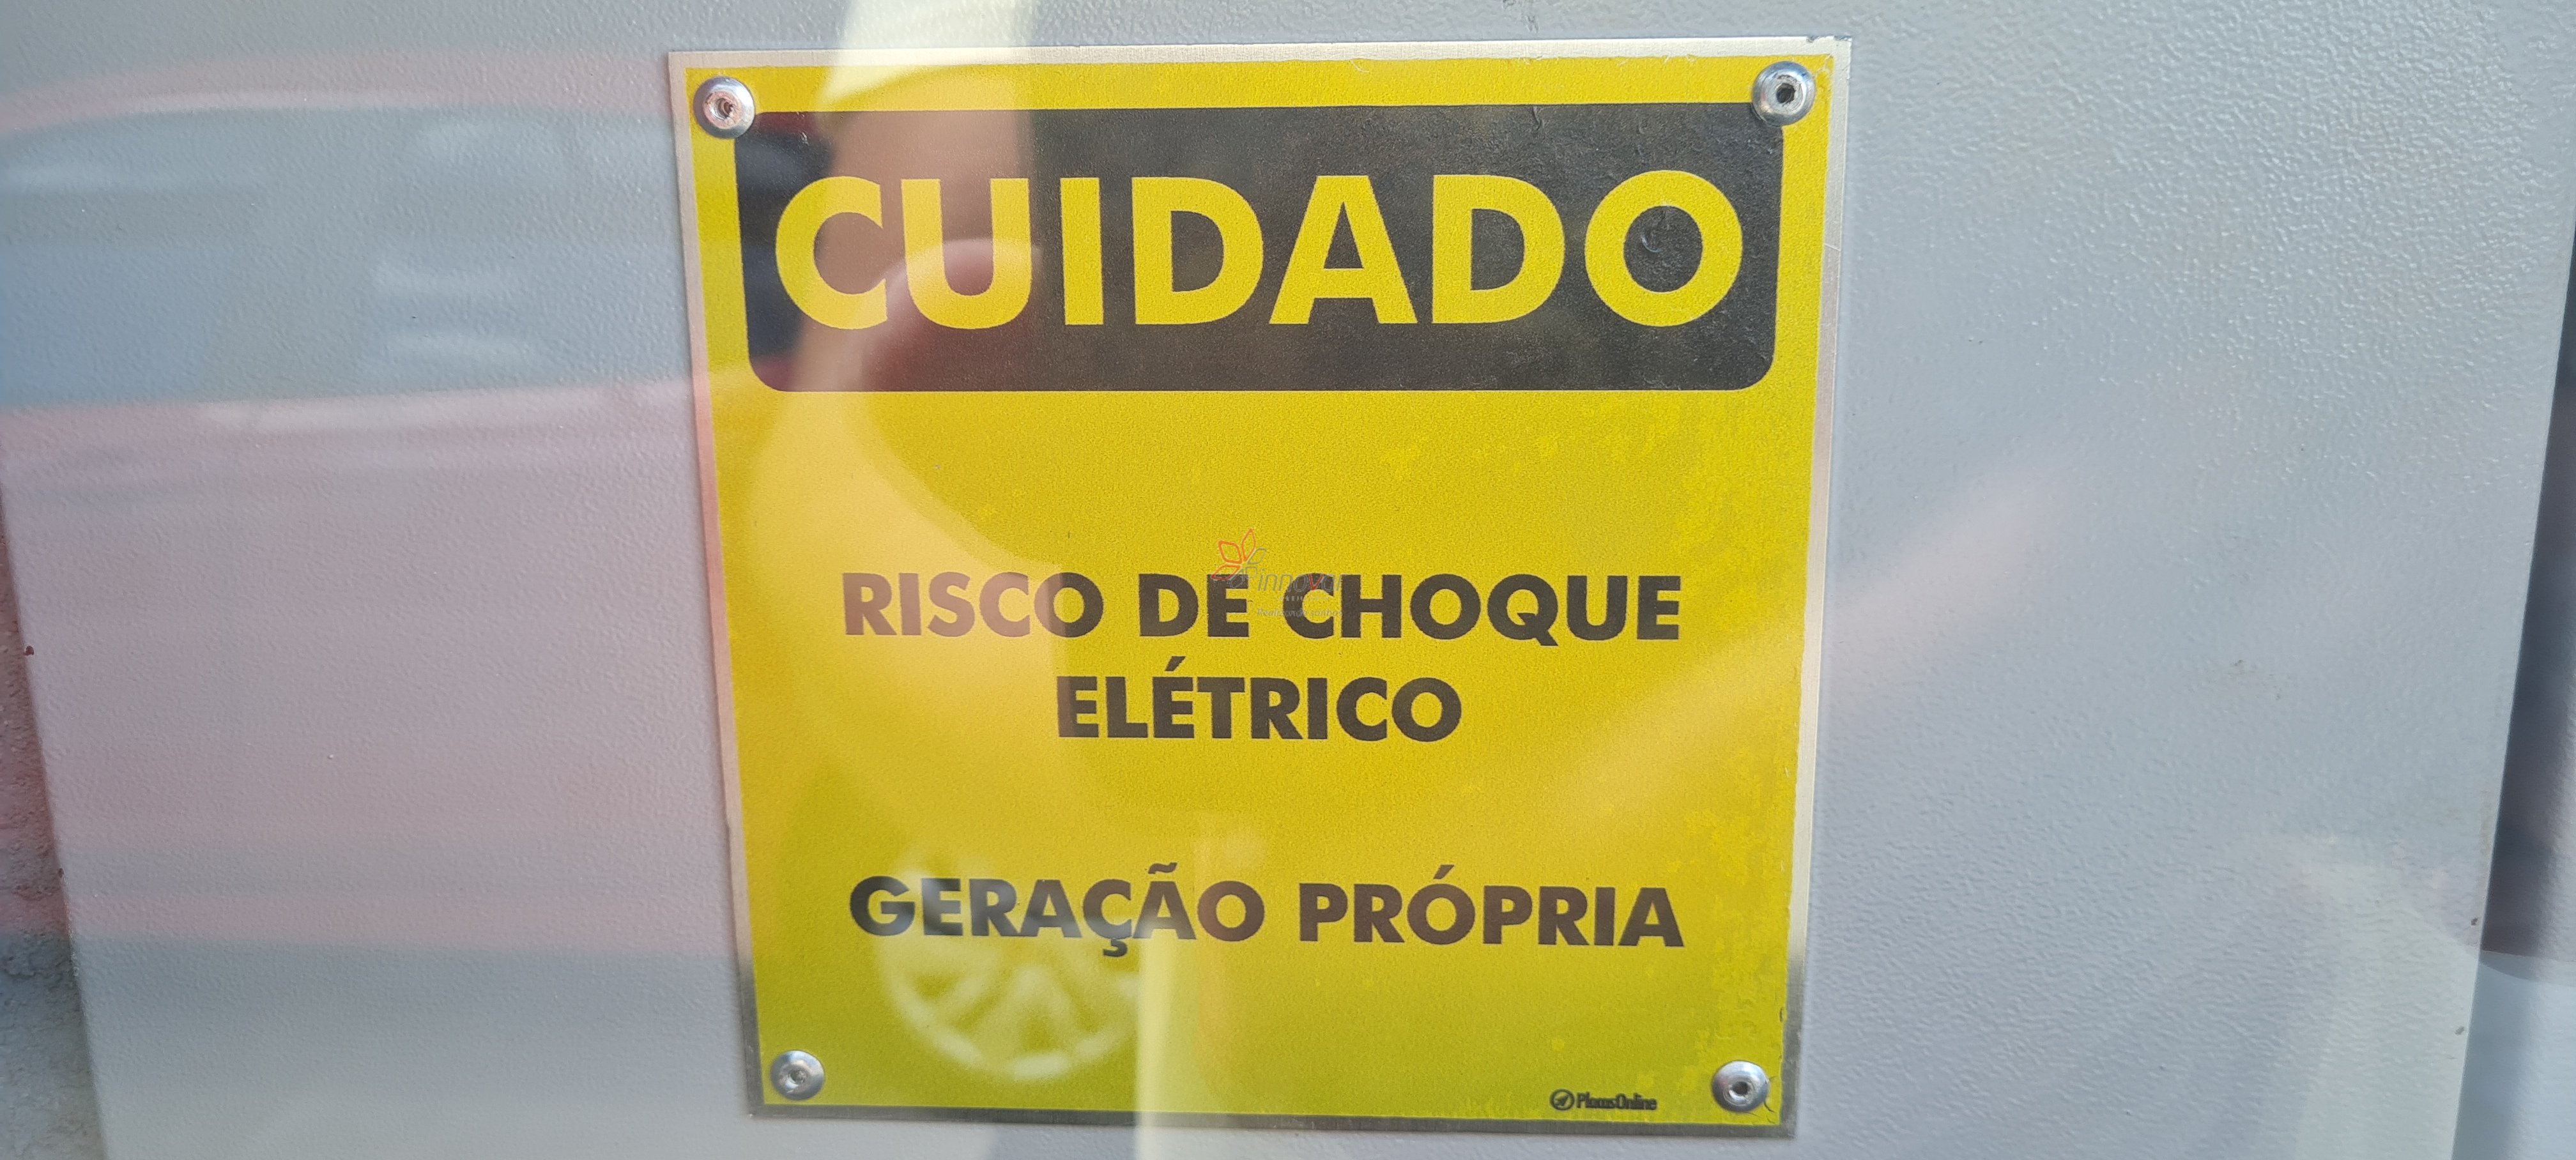 CUIDADO
RISCO DE CHOQUE
ELÉTRICO
GERAÇÃO PRÓPRIA
PlacasOnline